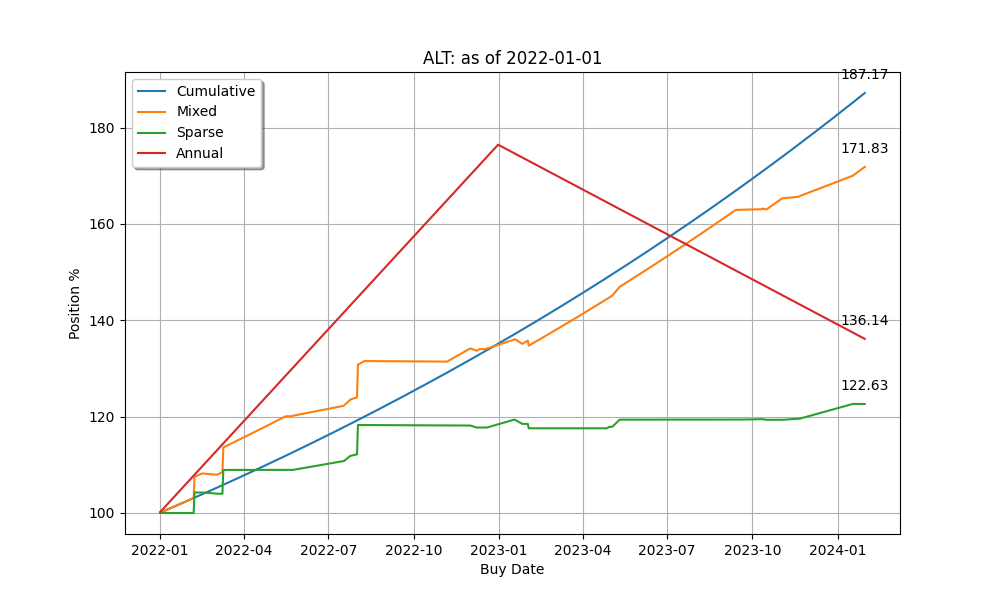 ALT: as of 2022-01-01
187.17
Cumulative
Mixed
Sparse
Annual
171.83
136.14
122.63
180
160
140
120
100
Position %
2022-01 2022-04 2022-07 2022-10 2023-01 2023-04 2023-07 2023-10 2024-01
Buy Date